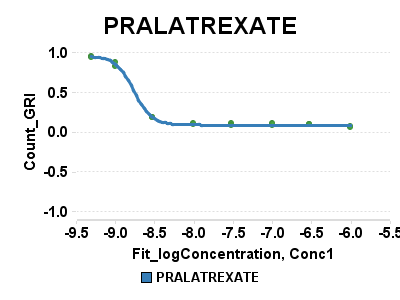 PRALATREXATE
Count_GRI
1.0
0.5
0.0
-0.5
-1.0
-9.5 -9.0 -8.5 -8.0 -7.5 -7.0 -6.5 -6.0 -5.5
Fit_logConcentration, Conc1
PRALATREXATE